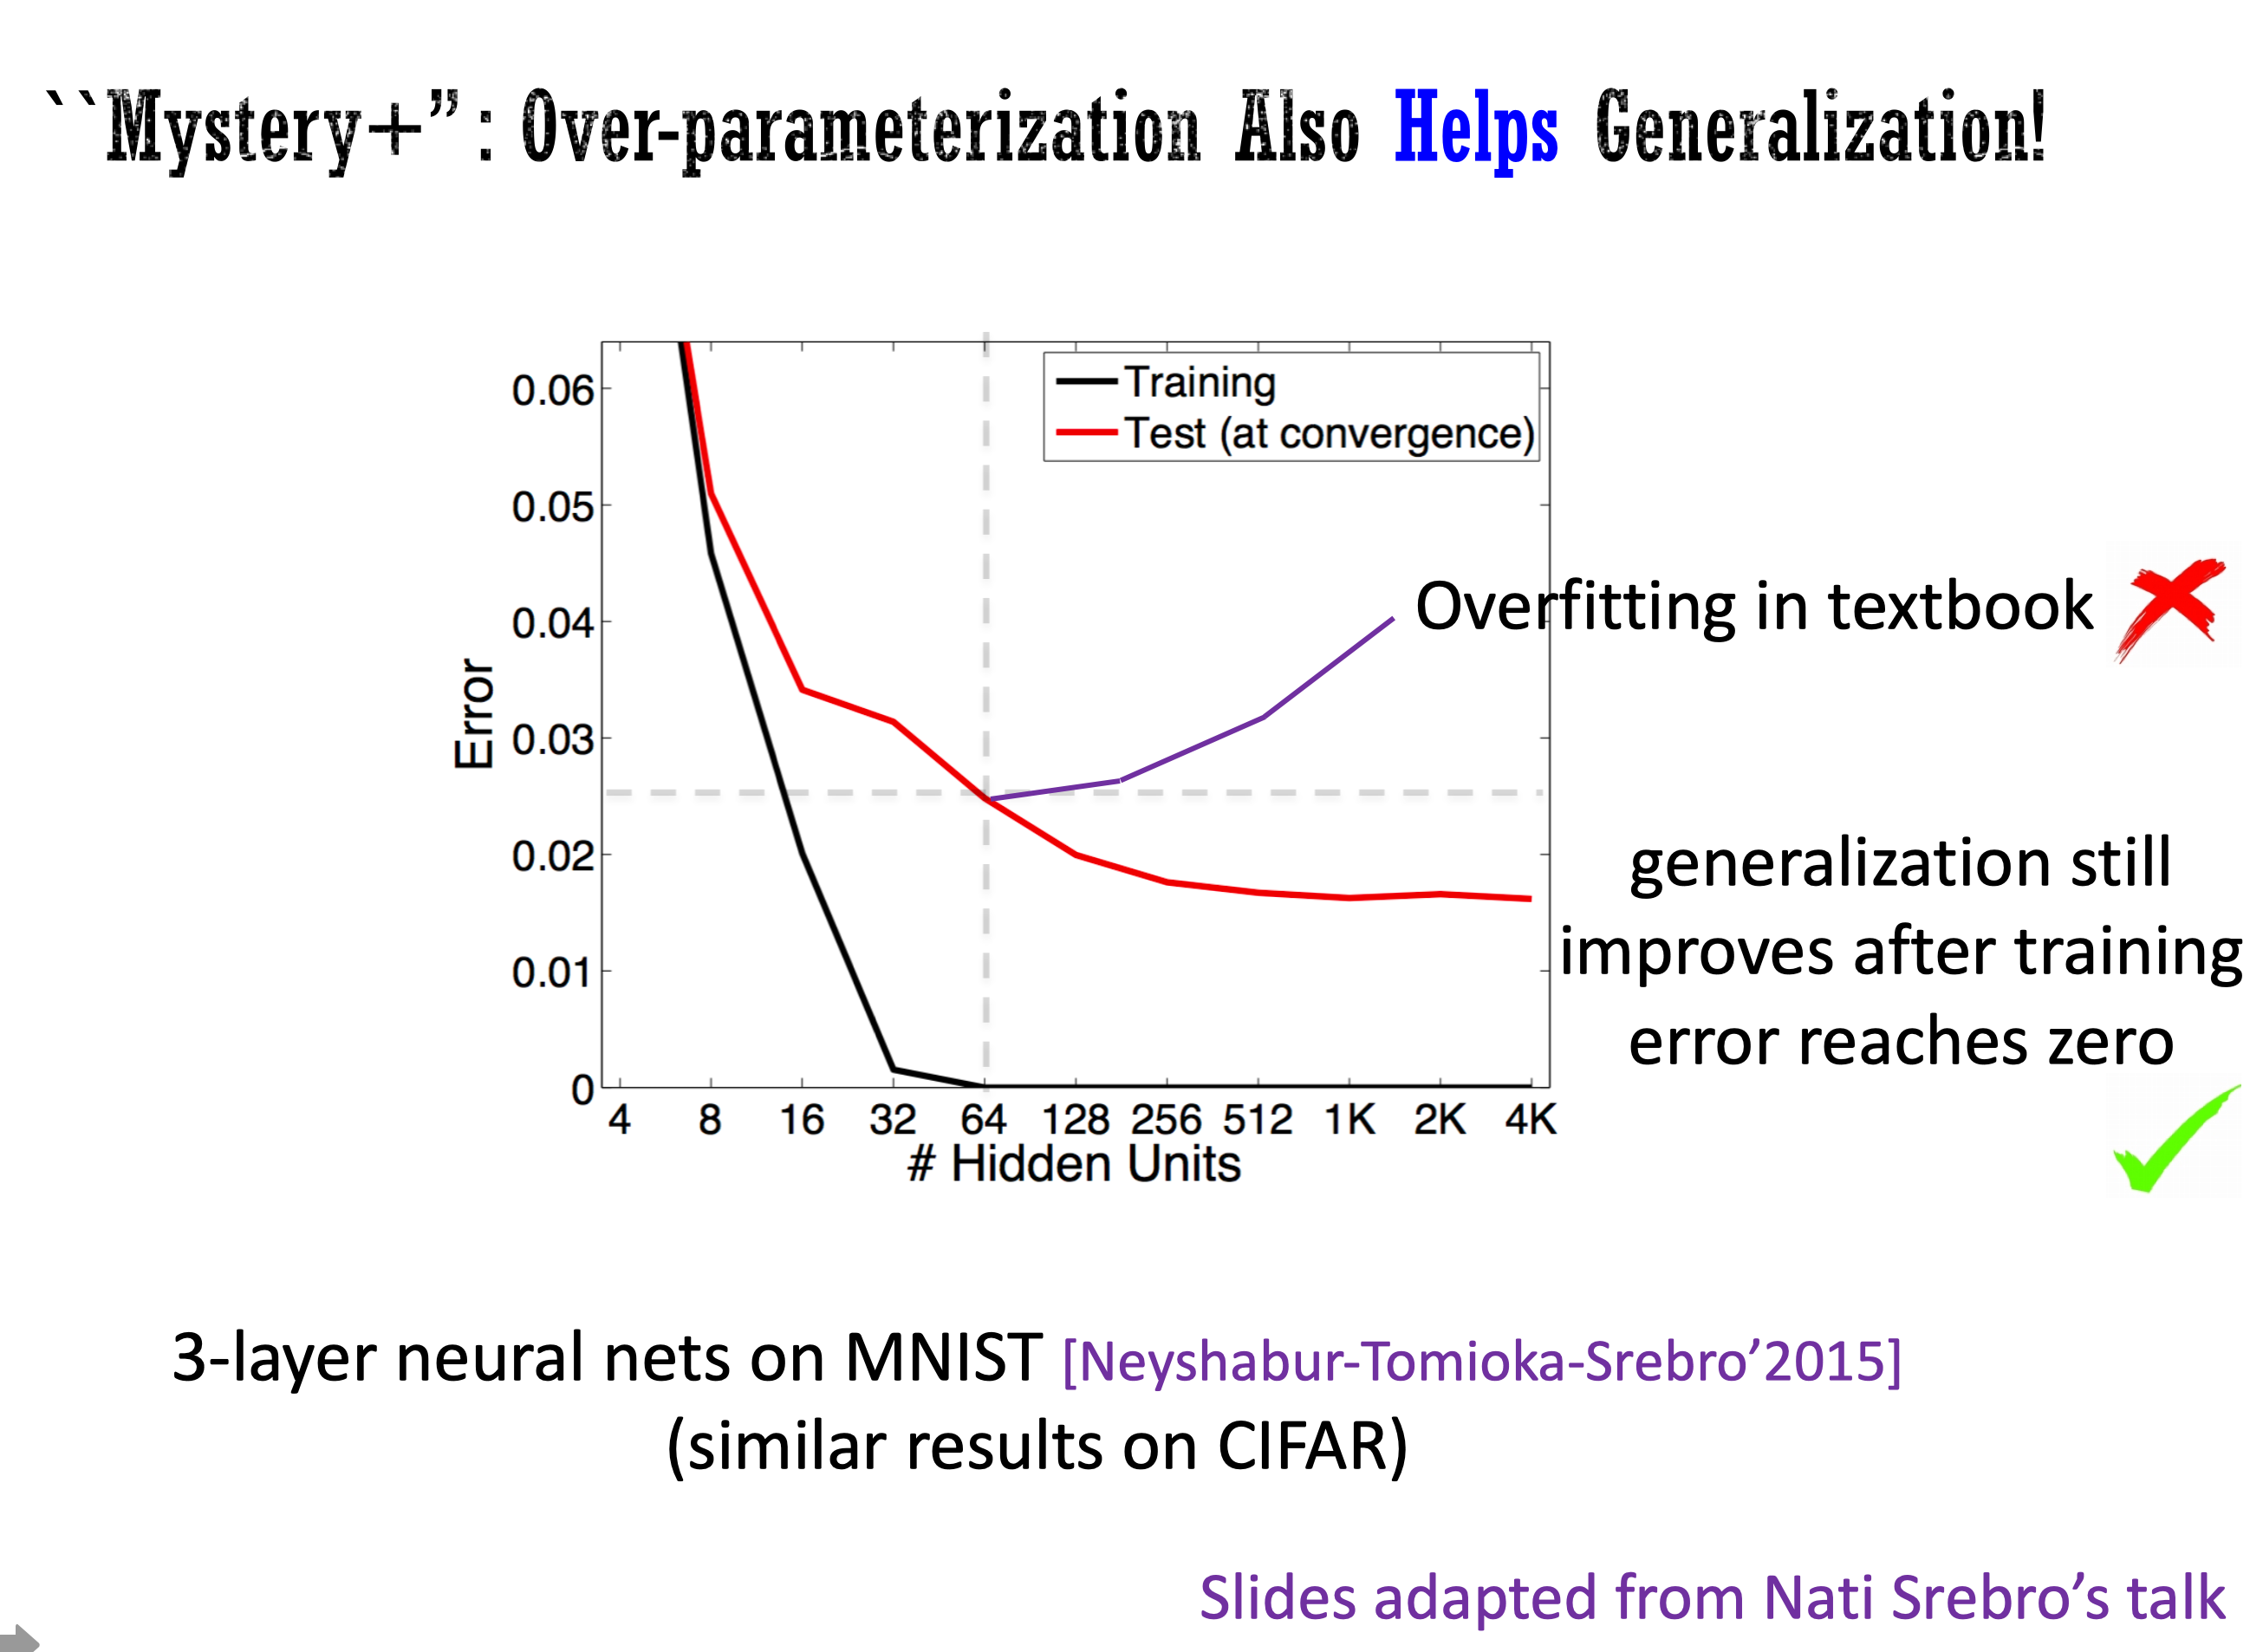 ``Mystery+”: Over-parameterization Also Helps Generalization!
Training
Test (at convergence)
0.06
0.05
0.04
0.03
0.02
0.01
0
Error
4 8 16 32 64 128 256 512 1K 2K 4K
# Hidden Units
Overfitting in textbook
generalization still
improves after training
error reaches zero
3-layer neural nets on MNIST [Neyshabur-Tomioka-Srebro’2015]
(similar results on CIFAR)
Slides adapted from Nati Srebro’s talk